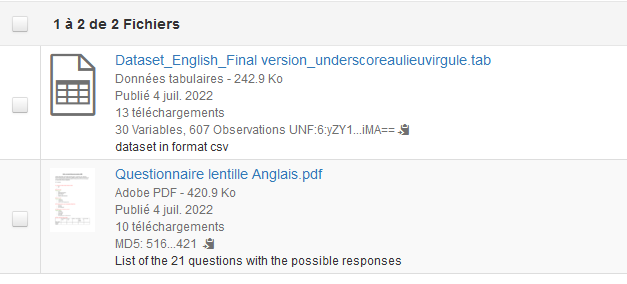 1 à 2 de 2 Fichiers
Dataset_English_Final version_underscoreaulieuvirgule.tab
Données tabulaires - 242.9 Ko
Publié 4 juil. 2022
13 téléchargements
30 Variables, 607 Observations UNF:6:yZY1...iMA==
dataset in format csv
Questionnaire lentille Anglais.pdf
Adobe PDF - 420.9 Ko
Publié 4 juil. 2022
10 téléchargements
MD5: 516...421
List of the 21 questions with the possible responses